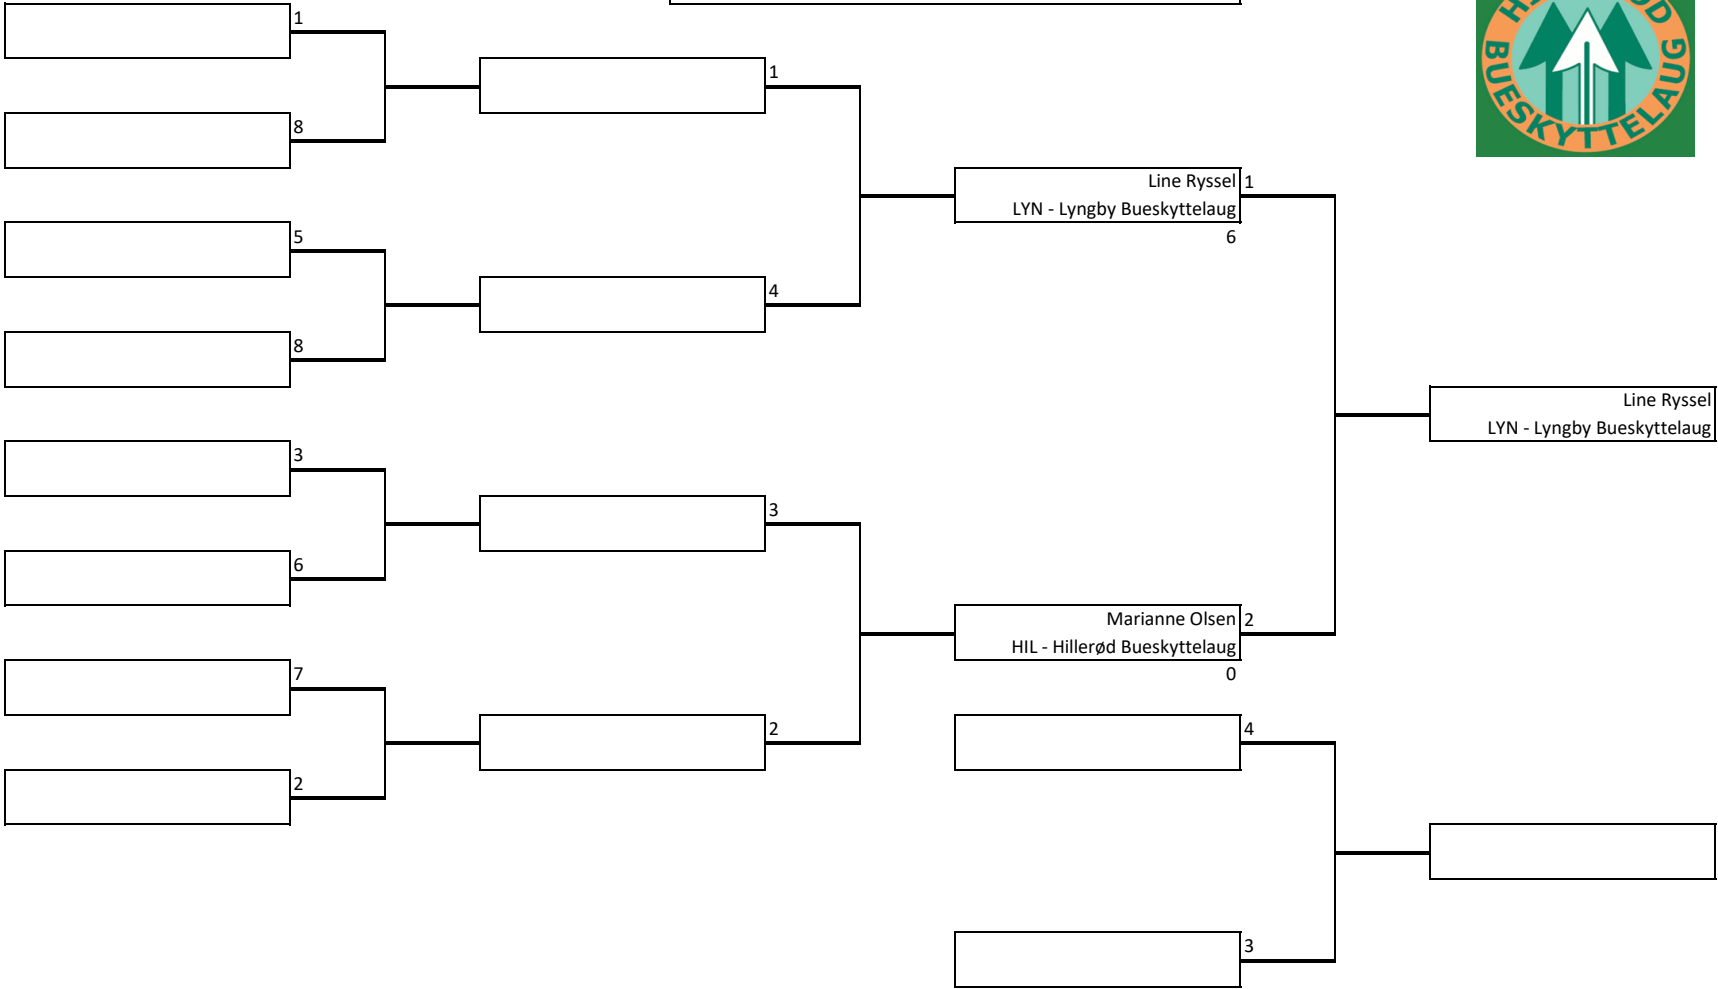 1
BUESKYTTELAUG
1
8
Line Ryssel 1
LYN - Lyngby Bueskyttelaug
5
6
4
8
Line Ryssel
LYN - Lyngby Bueskyttelaug
3
3
6
Marianne Olsen 2
HIL - Hillerød Bueskyttelaug
7
0
2
4
2
3